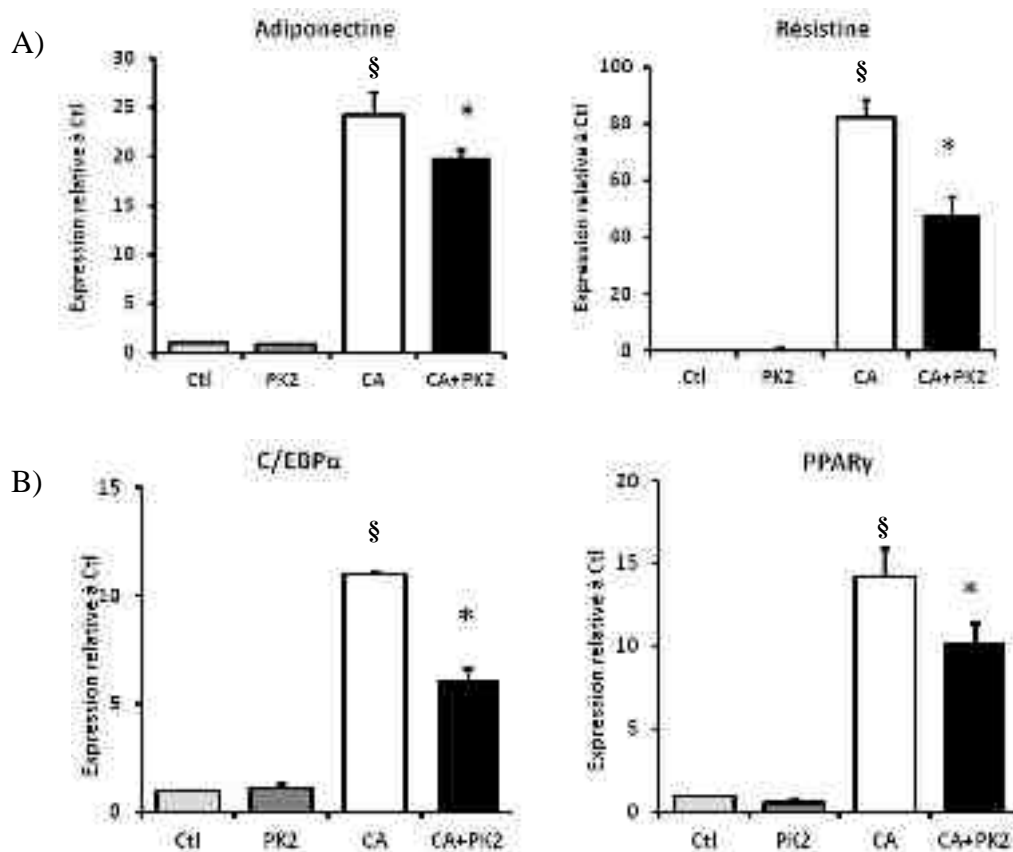 A)
Adiponectine
Expression relative à Ctl
30
25
20
15
10
5
0
§
*
Ctl PK2 CA CA+PK2
Résistine
Expression relative à Ctl
100
80
60
40
20
0
§
*
Ctl PK2 CA CA+PK2
B)
C/EBPα
Expression relative à Ctl
15
10
5
0
§
*
Ctl PK2 CA CA+PK2
PPARγ
Expression relative à Ctl
20
15
10
5
0
§
*
Ctl PK2 CA CA+PK2